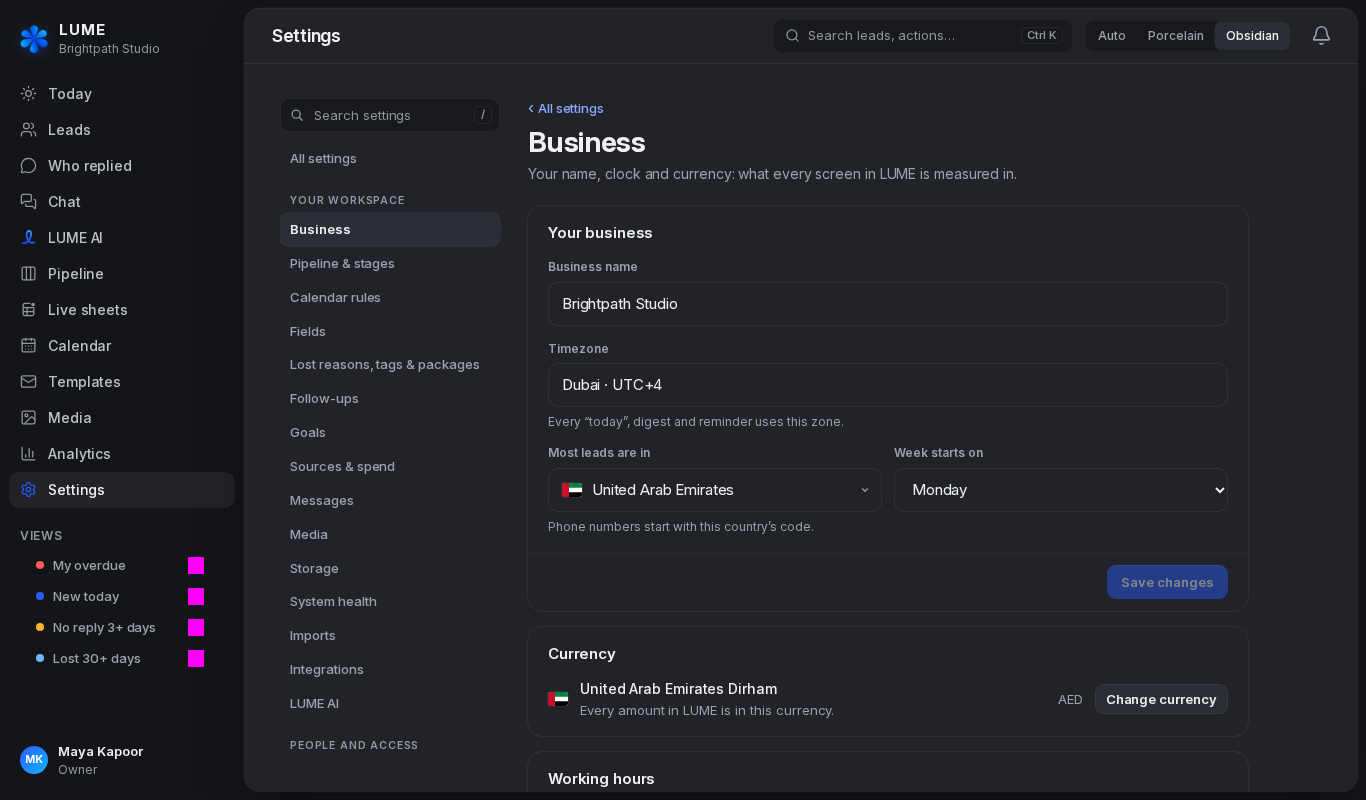 LUME
Brightpath Studio
Today
Leads
Who replied
Chat
LUME AI
Pipeline
Live sheets
Calendar
Templates
Media
Analytics
Settings
VIEWS
My overdue
New today
No reply 3+ days
Lost 30+ days
MK
Maya Kapoor
Owner
Settings
Search leads, actions…
Ctrl K
Auto
Porcelain
Obsidian
Search settings
/
All settings
YOUR WORKSPACE
Business
Pipeline & stages
Calendar rules
Fields
Lost reasons, tags & packages
Follow-ups
Goals
Sources & spend
Messages
Media
Storage
System health
Imports
Integrations
LUME AI
PEOPLE AND ACCESS
‹ All settings
Business
Your name, clock and currency: what every screen in LUME is measured in.
Your business
Business name
Brightpath Studio
Timezone
Dubai · UTC+4
Every “today”, digest and reminder uses this zone.
Most leads are in
Week starts on
United Arab Emirates
Monday
Phone numbers start with this country’s code.
Save changes
Currency
United Arab Emirates Dirham
Every amount in LUME is in this currency.
AED
Change currency
Working hours